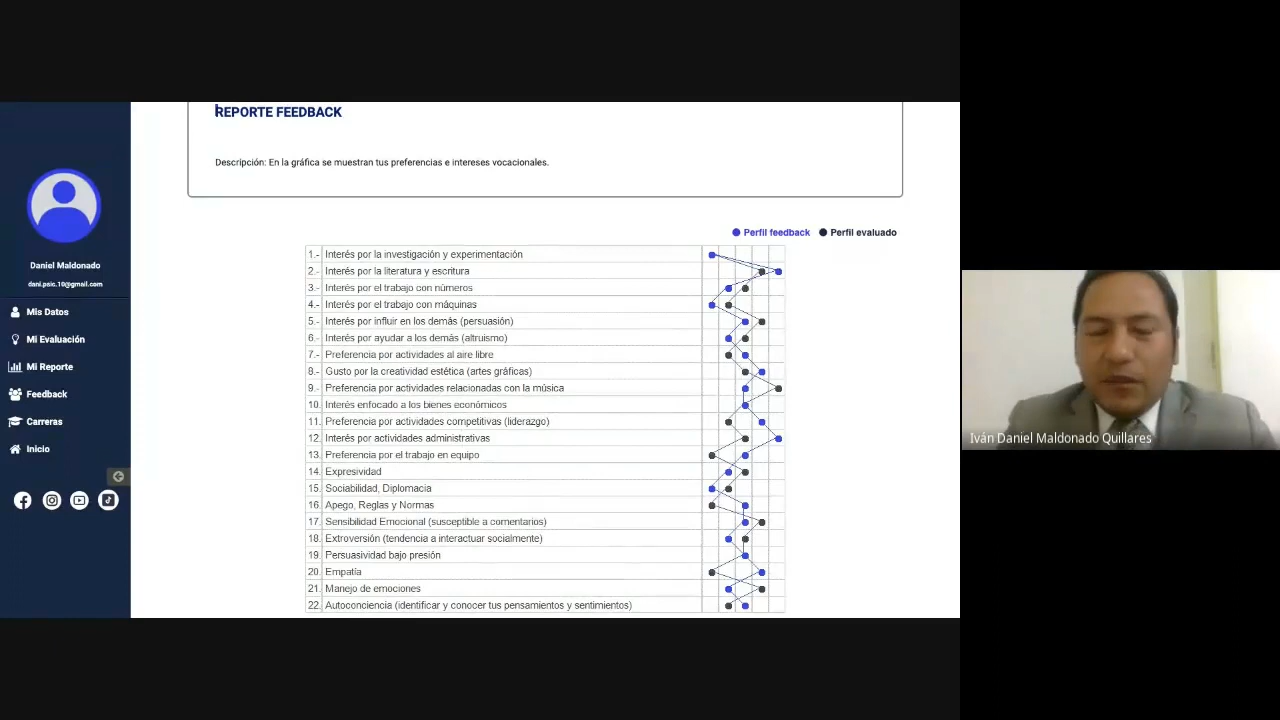 REPORTE FEEDBACK
Descripción: En la gráfica se muestran tus preferencias e intereses vocacionales.
Daniel Maldonado
dani.psic.10@gmail.com
Mis Datos
Mi Evaluación
Mi Reporte
Feedback
Carreras
Inicio
Perfil feedback
Perfil evaluado
1.- Interés por la investigación y experimentación
2.- Interés por la literatura y escritura
3.- Interés por el trabajo con números
4.- Interés por el trabajo con máquinas
5.- Interés por influir en los demás (persuasión)
6.- Interés por ayudar a los demás (altruismo)
7.- Preferencia por actividades al aire libre
8.- Gusto por la creatividad estética (artes gráficas)
9.- Preferencia por actividades relacionadas con la música
10. Interés enfocado a los bienes económicos
11. Preferencia por actividades competitivas (liderazgo)
12. Interés por actividades administrativas
13. Preferencia por el trabajo en equipo
14. Expresividad
15. Sociabilidad, Diplomacia
16. Apego, Reglas y Normas
17. Sensibilidad Emocional (susceptible a comentarios)
18. Extroversión (tendencia a interactuar socialmente)
19. Persuasividad bajo presión
20. Empatía
21. Manejo de emociones
22. Autoconciencia (identificar y conocer tus pensamientos y sentimientos)
Iván Daniel Maldonado Quillares